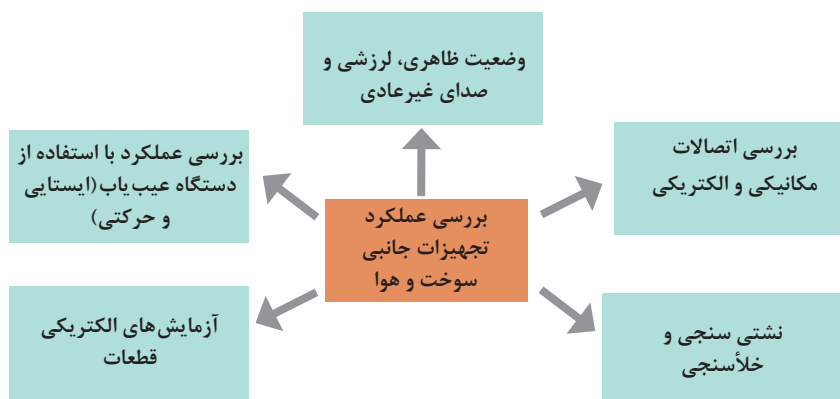 وضعیت ظاهری، لرزشی و
صدای غیرعادی
بررسی اتصالات
مکانیکی و الکتریکی
بررسی عملکرد با استفاده از
دستگاه عیب‌یاب(ایستایی
و حرکتی)
بررسی عملکرد
تجهیزات جانبی
سوخت و هوا
نشتی سنجی و
خلأسنجی
آزمایش‌های الکتریکی
قطعات